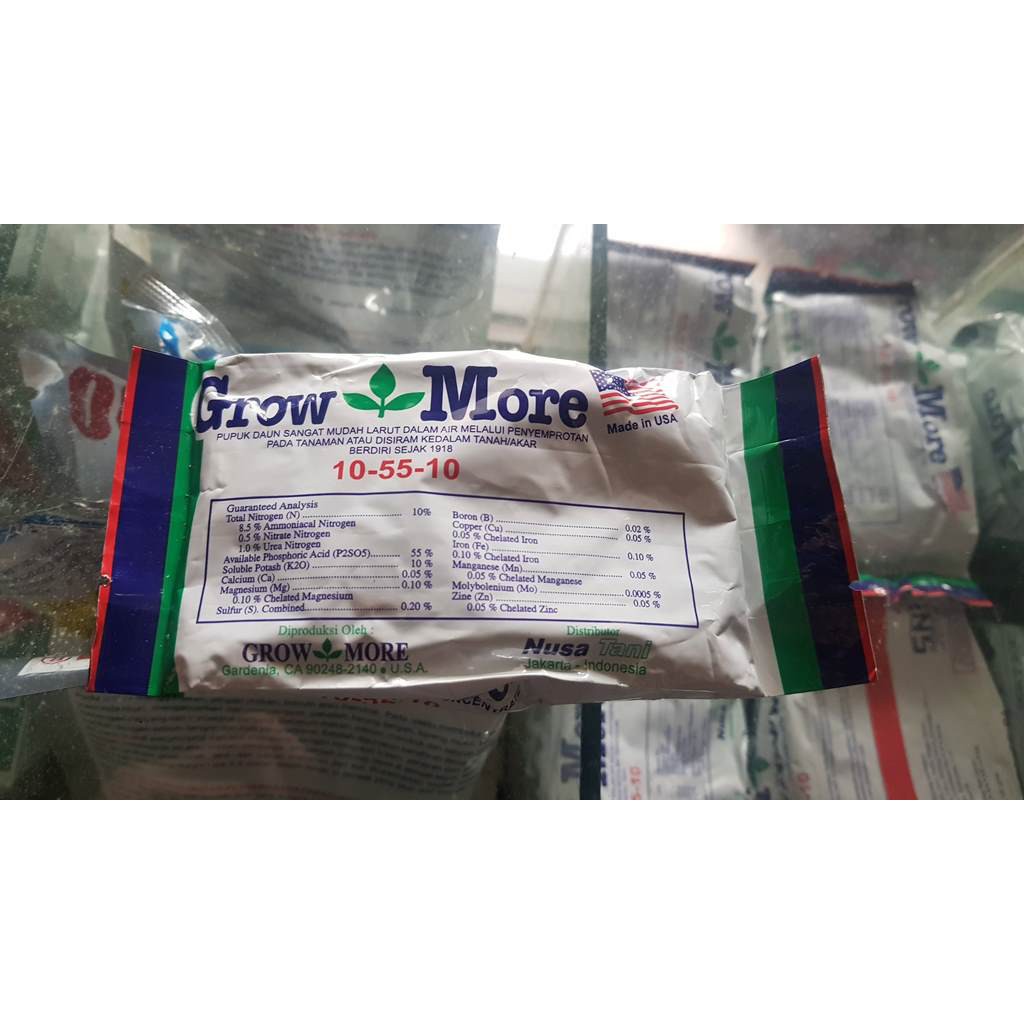 Grow More
Made in USA
PUPUK DAUN SANGAT MUDAH LARUT DALAM AIR MELALUI PENYEMPROTAN
PADA TANAMAN ATAU DISIRAM KEDALAM TANAH/AKAR
BERDIRI SEJAK 1918
10-55-10
Guaranteed Analysis
Total Nitrogen (N) 10%
8.5 % Ammoniacal Nitrogen
0.5 % Nitrate Nitrogen
1.0 % Urea Nitrogen
Available Phosphoric Acid (P2SO5) 55 %
Soluble Potash (K2O) 10 %
Calcium (Ca) 0.05 %
Magnesium (Mg) 0.10 %
0.10 % Chelated Magnesium
Sulfur (S). Combined 0.20 %
Boron (B) 0.02 %
Copper (Cu) 0.05 %
0.05 % Chelated Iron
Iron (Fe) 0.10 %
0.10 % Chelated Iron
Manganese (Mn) 0.05 %
0.05 % Chelated Manganese
Molybolenium (Mo) 0.0005 %
Zine (Zn) 0.05 %
0.05 % Chelated Zinc
Diproduksi Oleh :
GROW MORE
Gardenia, CA 90248-2140 • U.S.A.
Distributor
Nusa Tani
Jakarta - Indonesia
More